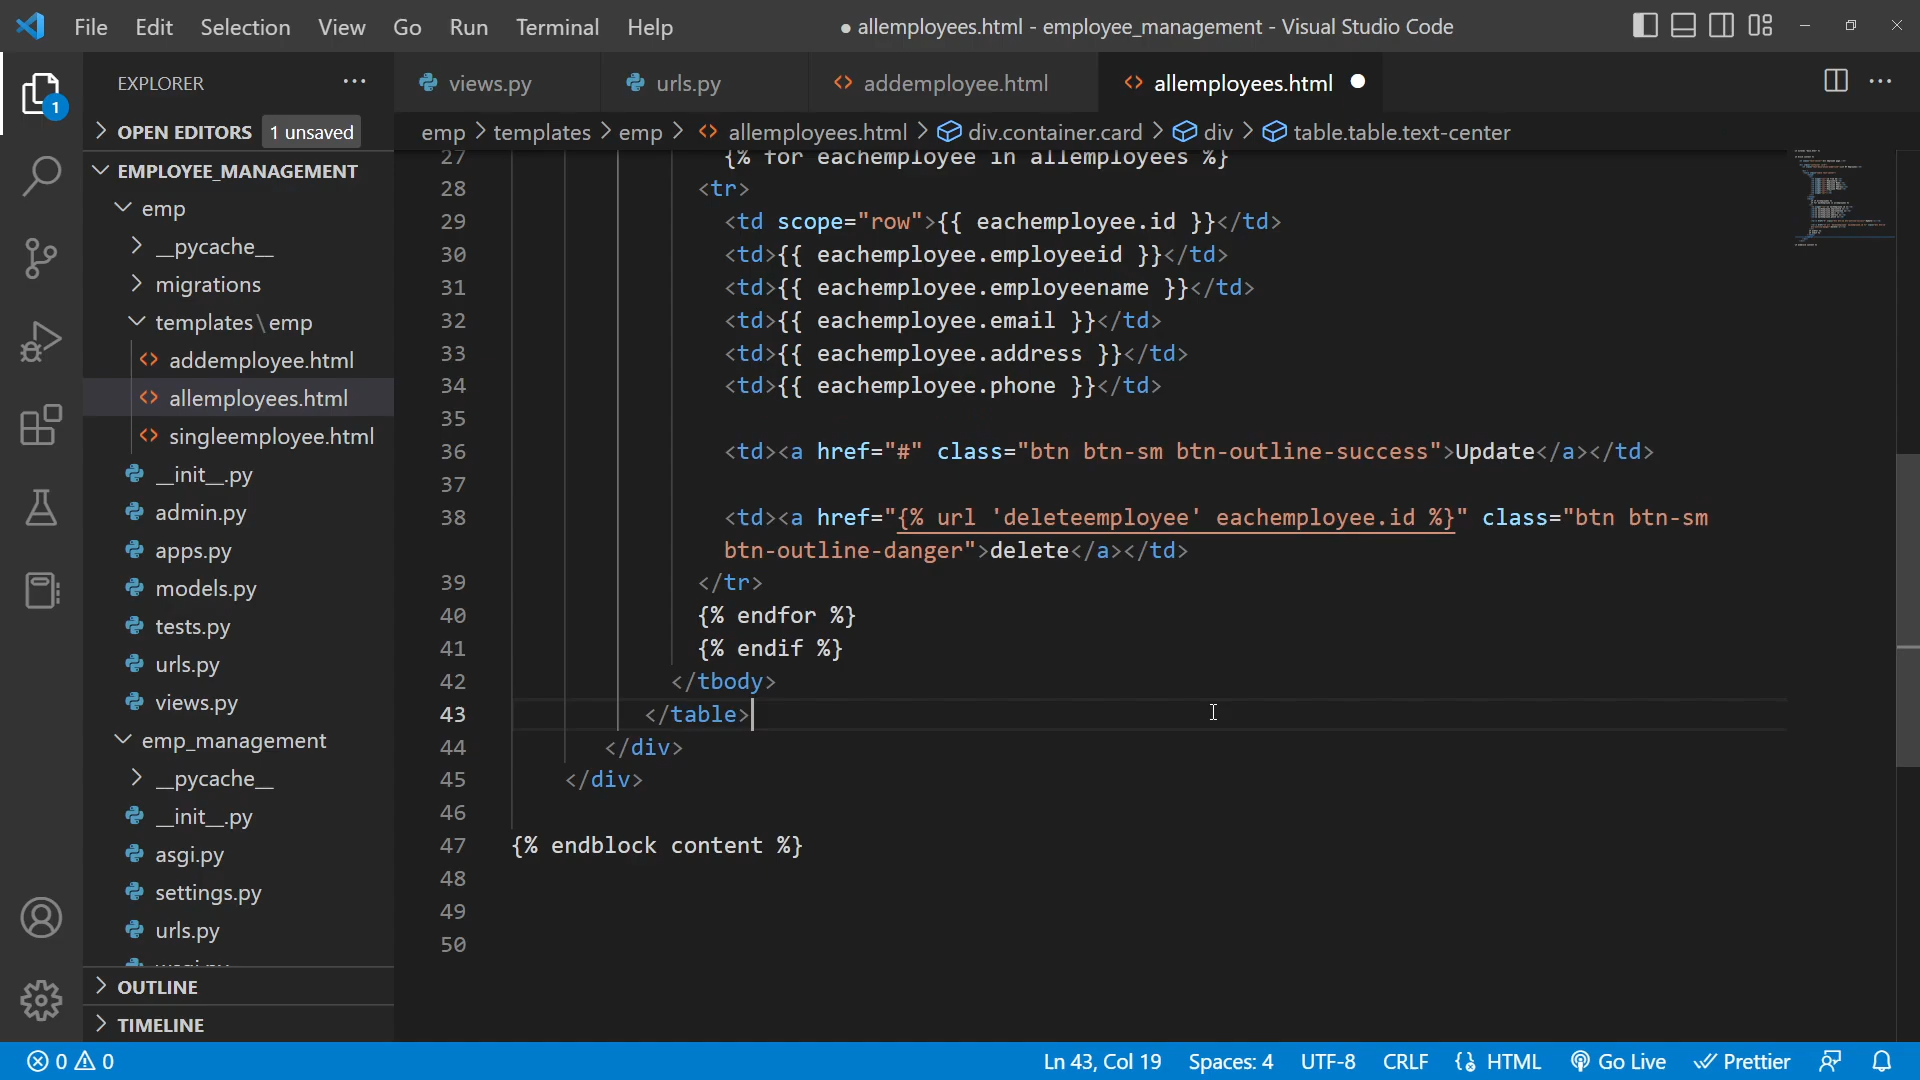 File Edit Selection View Go Run Terminal Help
● allemployees.html - employee_management - Visual Studio Code
EXPLORER
OPEN EDITORS 1 unsaved
EMPLOYEE_MANAGEMENT
emp
__pycache__
migrations
templates\emp
addemployee.html
allemployees.html
singleemployee.html
__init__.py
admin.py
apps.py
models.py
tests.py
urls.py
views.py
emp_management
__pycache__
__init__.py
asgi.py
settings.py
urls.py
OUTLINE
TIMELINE
1
views.py urls.py addemployee.html allemployees.html
emp > templates > emp > allemployees.html > div.container.card > div > table.table.text-center
27 {% for eachemployee in allemployees %}
28 <tr>
29 <td scope="row">{{ eachemployee.id }}</td>
30 <td>{{ eachemployee.employeeid }}</td>
31 <td>{{ eachemployee.employeename }}</td>
32 <td>{{ eachemployee.email }}</td>
33 <td>{{ eachemployee.address }}</td>
34 <td>{{ eachemployee.phone }}</td>
35
36 <td><a href="#" class="btn btn-sm btn-outline-success">Update</a></td>
37
38 <td><a href="{% url 'deleteemployee' eachemployee.id %}" class="btn btn-sm
btn-outline-danger">delete</a></td>
39 </tr>
40 {% endfor %}
41 {% endif %}
42 </tbody>
43 </table>
44 </div>
45 </div>
46
47 {% endblock content %}
48
49
50
0 0 Ln 43, Col 19 Spaces: 4 UTF-8 CRLF HTML Go Live Prettier